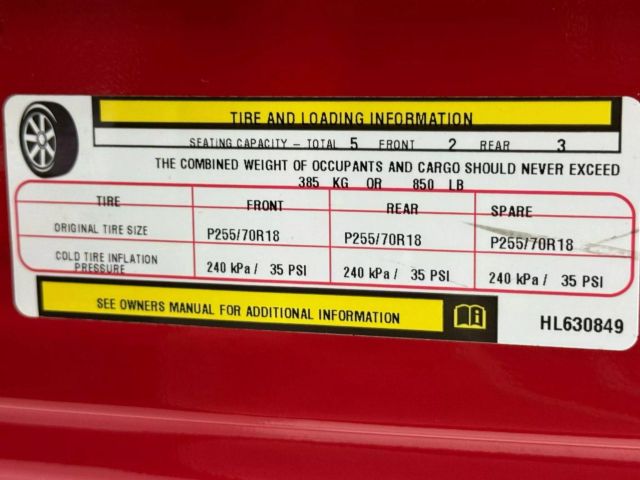 TIRE AND LOADING INFORMATION
SEATING CAPACITY – TOTAL 5 FRONT 2 REAR 3
THE COMBINED WEIGHT OF OCCUPANTS AND CARGO SHOULD NEVER EXCEED
385 KG OR 850 LB
TIRE FRONT REAR SPARE
ORIGINAL TIRE SIZE P255/70R18 P255/70R18 P255/70R18
COLD TIRE INFLATION
PRESSURE 240 kPa / 35 PSI 240 kPa / 35 PSI 240 kPa / 35 PSI
SEE OWNERS MANUAL FOR ADDITIONAL INFORMATION
HL630849